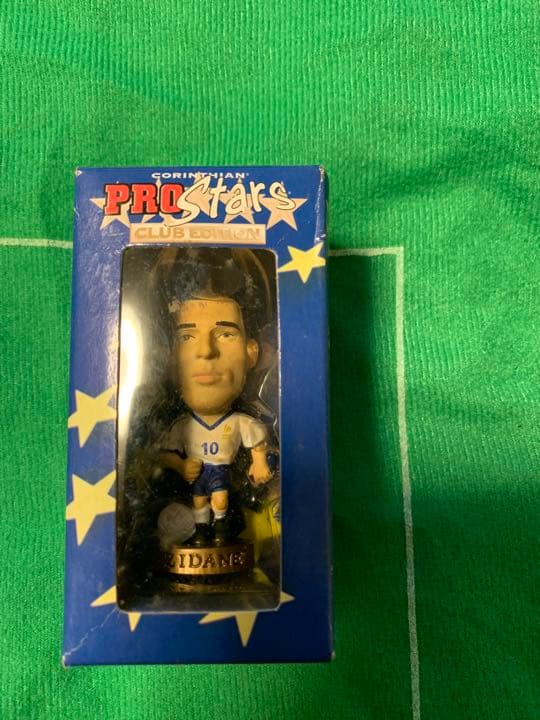 CORINTHIAN
PROStars
CLUB EDITION
10
ZIDANE